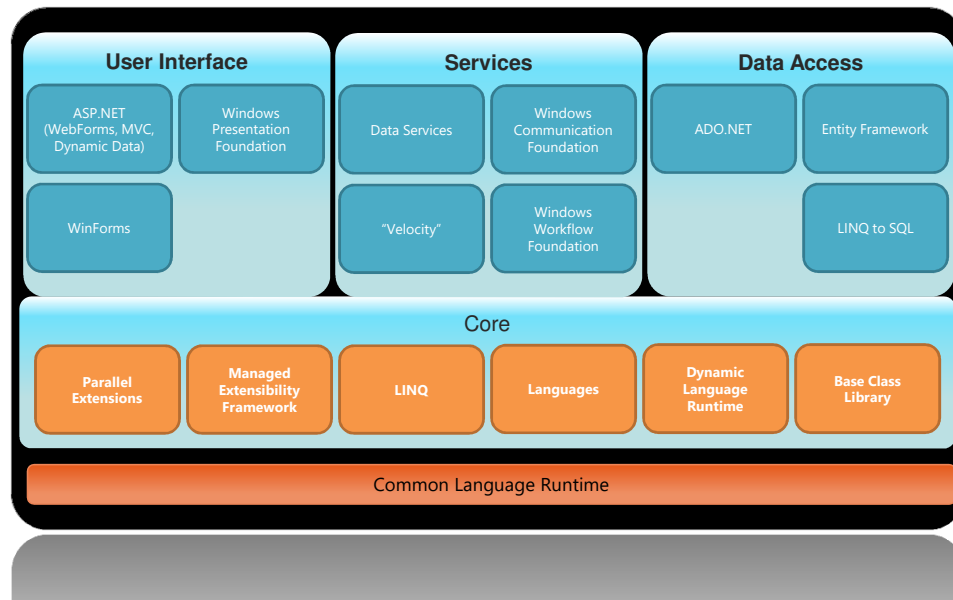 User Interface
ASP.NET
(WebForms, MVC,
Dynamic Data)
Windows
Presentation
Foundation
WinForms
Services
Data Services
Windows
Communication
Foundation
"Velocity"
Windows
Workflow
Foundation
Data Access
ADO.NET
Entity Framework
LINQ to SQL
Core
Parallel
Extensions
Managed
Extensibility
Framework
LINQ
Languages
Dynamic
Language
Runtime
Base Class
Library
Common Language Runtime